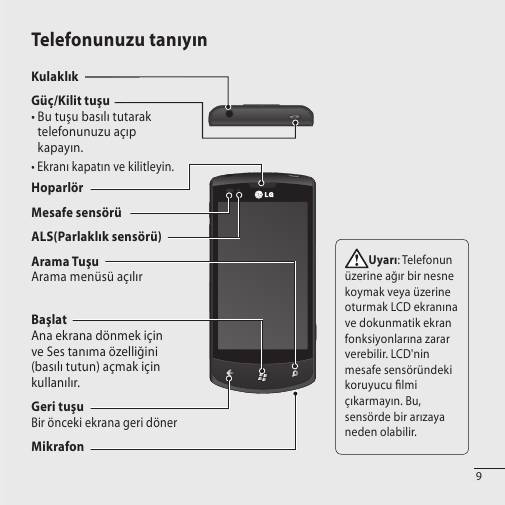 Telefonunuzu tanıyın
Kulaklık
Güç/Kilit tuşu
• Bu tuşu basılı tutarak
telefonunuzu açıp
kapayın.
• Ekranı kapatın ve kilitleyin.
Hoparlör
Mesafe sensörü
ALS(Parlaklık sensörü)
Arama Tuşu
Arama menüsü açılır
Başlat
Ana ekrana dönmek için
ve Ses tanıma özelliğini
(basılı tutun) açmak için
kullanılır.
Geri tuşu
Bir önceki ekrana geri döner
Mikrofon
LG
Uyarı: Telefonun
üzerine ağır bir nesne
koymak veya üzerine
oturmak LCD ekranına
ve dokunmatik ekran
fonksiyonlarına zarar
verebilir. LCD'nin
mesafe sensöründeki
koruyucu filmi
çıkarmayın. Bu,
sensörde bir arızaya
neden olabilir.
9